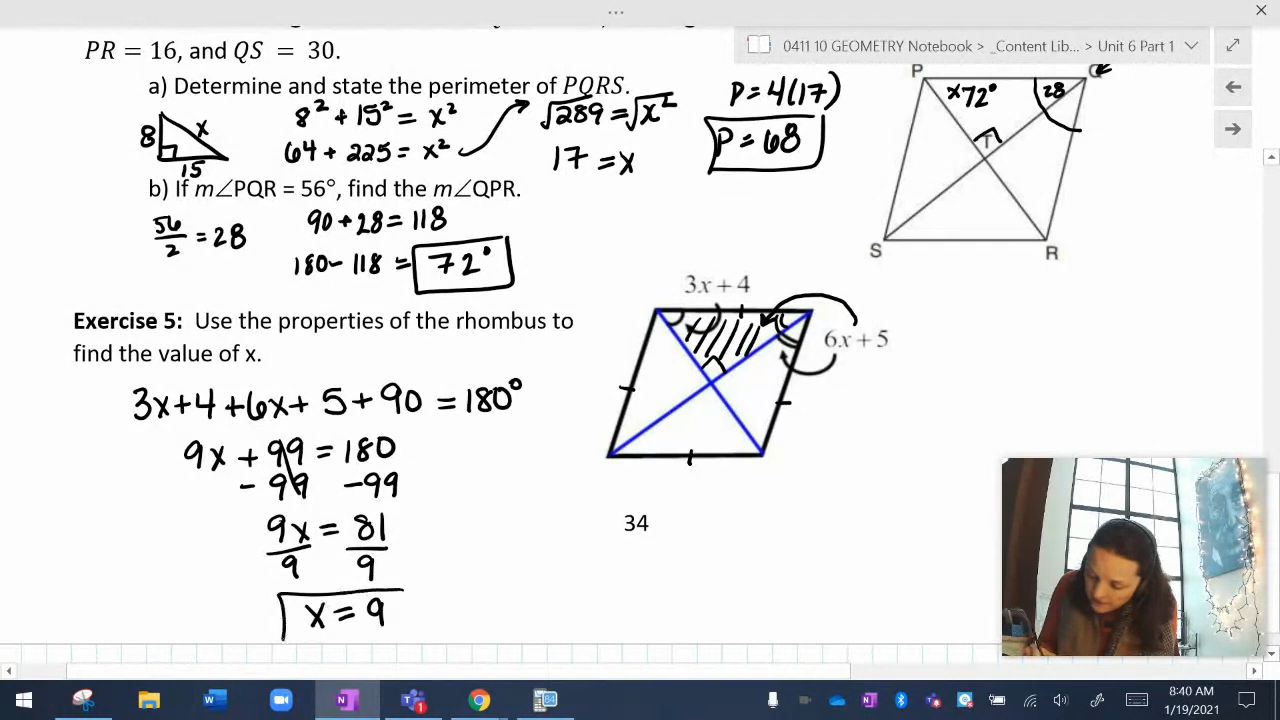 0411 10 GEOMETRY Notebook > _Content Lib... > Unit 6 Part 1
PR = 16, and QS = 30.
a) Determine and state the perimeter of PQRS.
8
x
15
8² + 15² = x²
64 + 225 = x²
√289 = √x²
17 = x
P = 4(17)
P = 68
b) If m∠PQR = 56°, find the m∠QPR.
56/2 = 28
90 + 28 = 118
180 - 118 = 72°
P
Q
x72°
28
T
S
R
Exercise 5: Use the properties of the rhombus to
find the value of x.
3x + 4
6x + 5
3x+4 +6x+ 5+90 = 180°
9x + 99 = 180
- 99 -99
9x = 81
9 9
x = 9
34
84
1
8:40 AM
1/19/2021